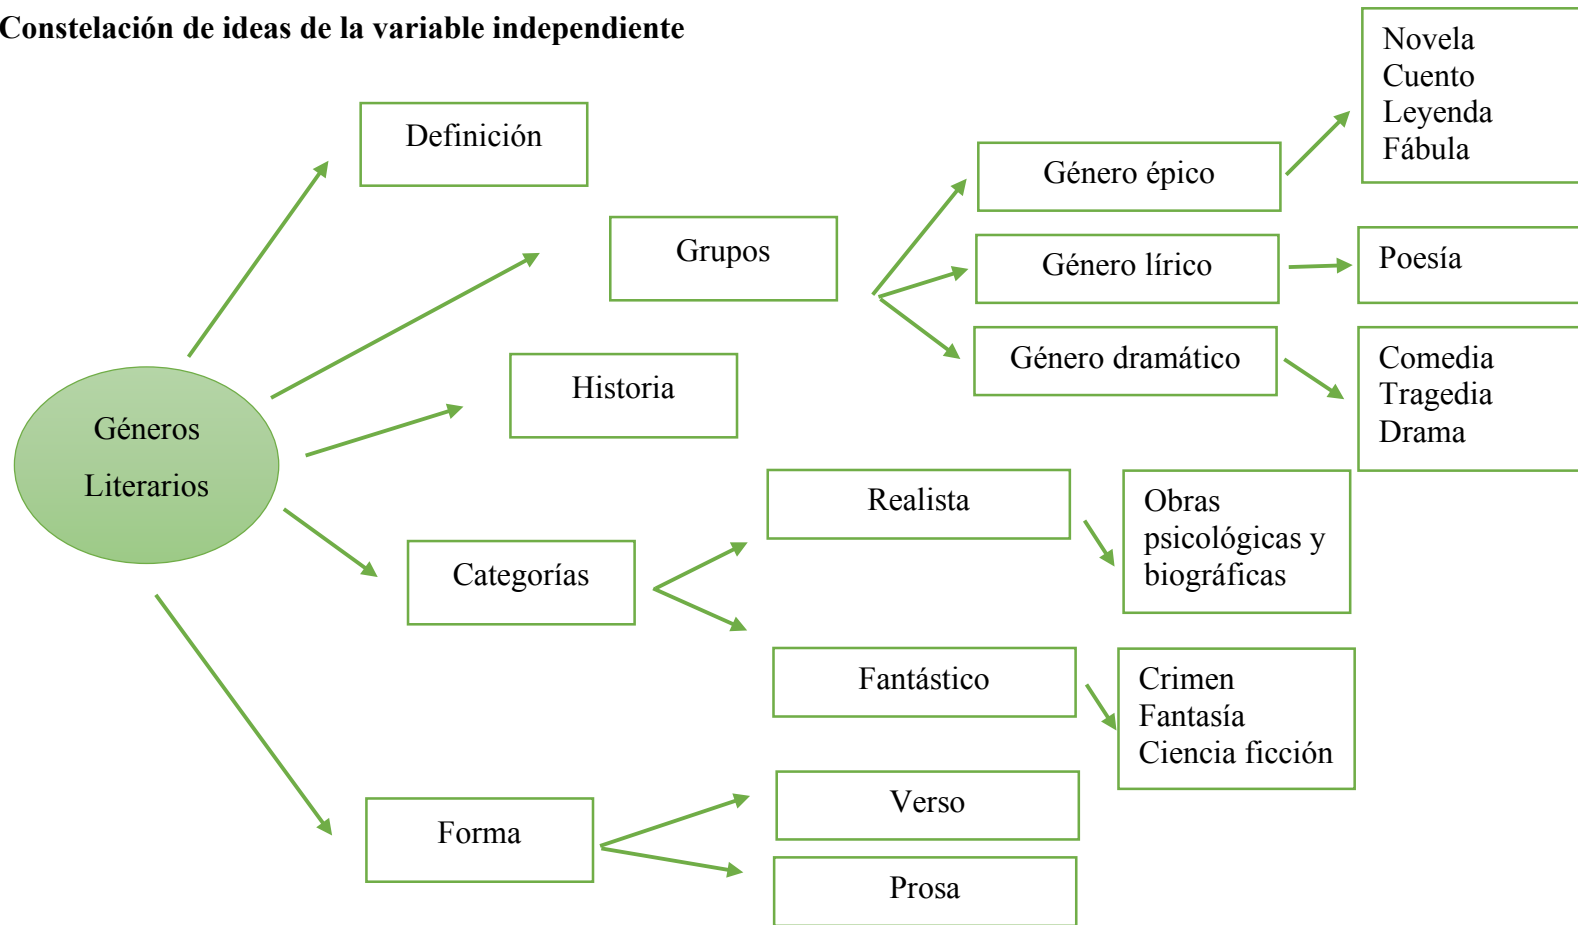 Constelación de ideas de la variable independiente
Definición
Grupos
Género épico
Novela
Cuento
Leyenda
Fábula
Género lírico
Poesía
Género dramático
Comedia
Tragedia
Drama
Géneros
Literarios
Historia
Categorías
Realista
Obras
psicológicas y
biográficas
Fantástico
Crimen
Fantasía
Ciencia ficción
Forma
Verso
Prosa